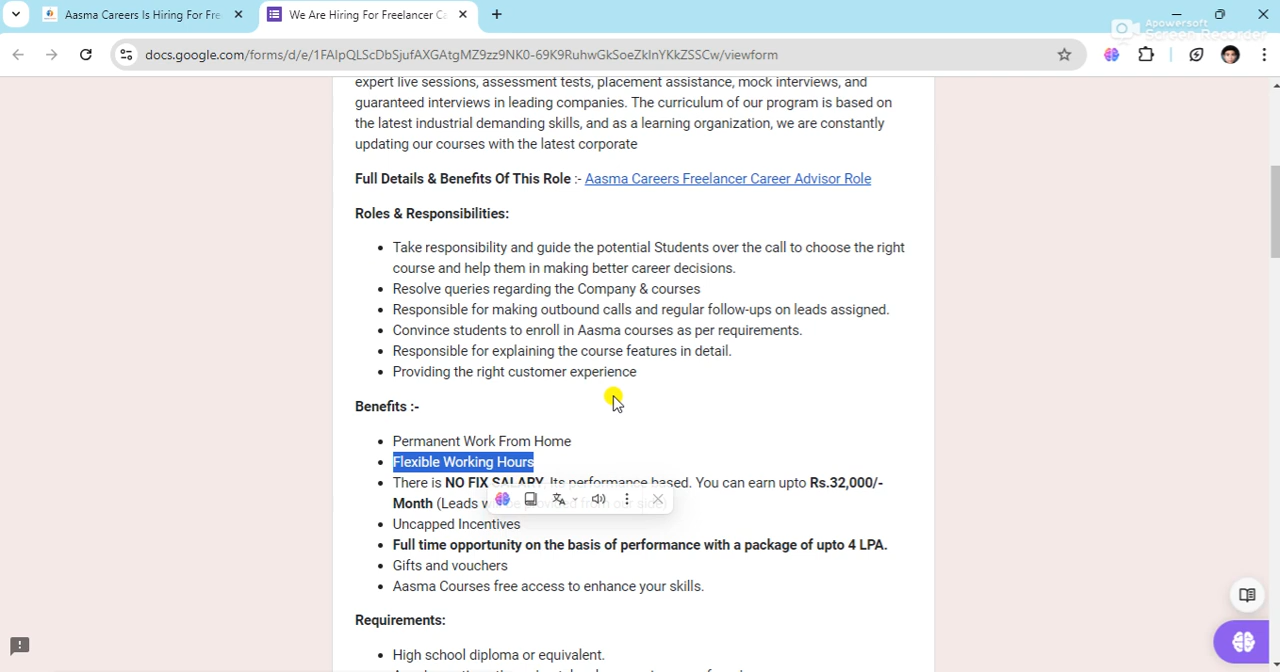 Aasma Careers Is Hiring For Fre
We Are Hiring For Freelancer Ca
Apowersoft
Screen Recorder
docs.google.com/forms/d/e/1FAIpQLScDbSjufAXGAtgMZ9zz9NK0-69K9RuhwGkSoeZkInYKkZSSCw/viewform
expert live sessions, assessment tests, placement assistance, mock interviews, and
guaranteed interviews in leading companies. The curriculum of our program is based on
the latest industrial demanding skills, and as a learning organization, we are constantly
updating our courses with the latest corporate
Full Details & Benefits Of This Role :- Aasma Careers Freelancer Career Advisor Role
Roles & Responsibilities:
• Take responsibility and guide the potential Students over the call to choose the right
course and help them in making better career decisions.
• Resolve queries regarding the Company & courses
• Responsible for making outbound calls and regular follow-ups on leads assigned.
• Convince students to enroll in Aasma courses as per requirements.
• Responsible for explaining the course features in detail.
• Providing the right customer experience
Benefits :-
• Permanent Work From Home
• Flexible Working Hours
• There is NO FIX SALARY. Its performance based. You can earn upto Rs.32,000/-
Month (Leads will be provided from our side)
• Uncapped Incentives
• Full time opportunity on the basis of performance with a package of upto 4 LPA.
• Gifts and vouchers
• Aasma Courses free access to enhance your skills.
Requirements:
• High school diploma or equivalent.